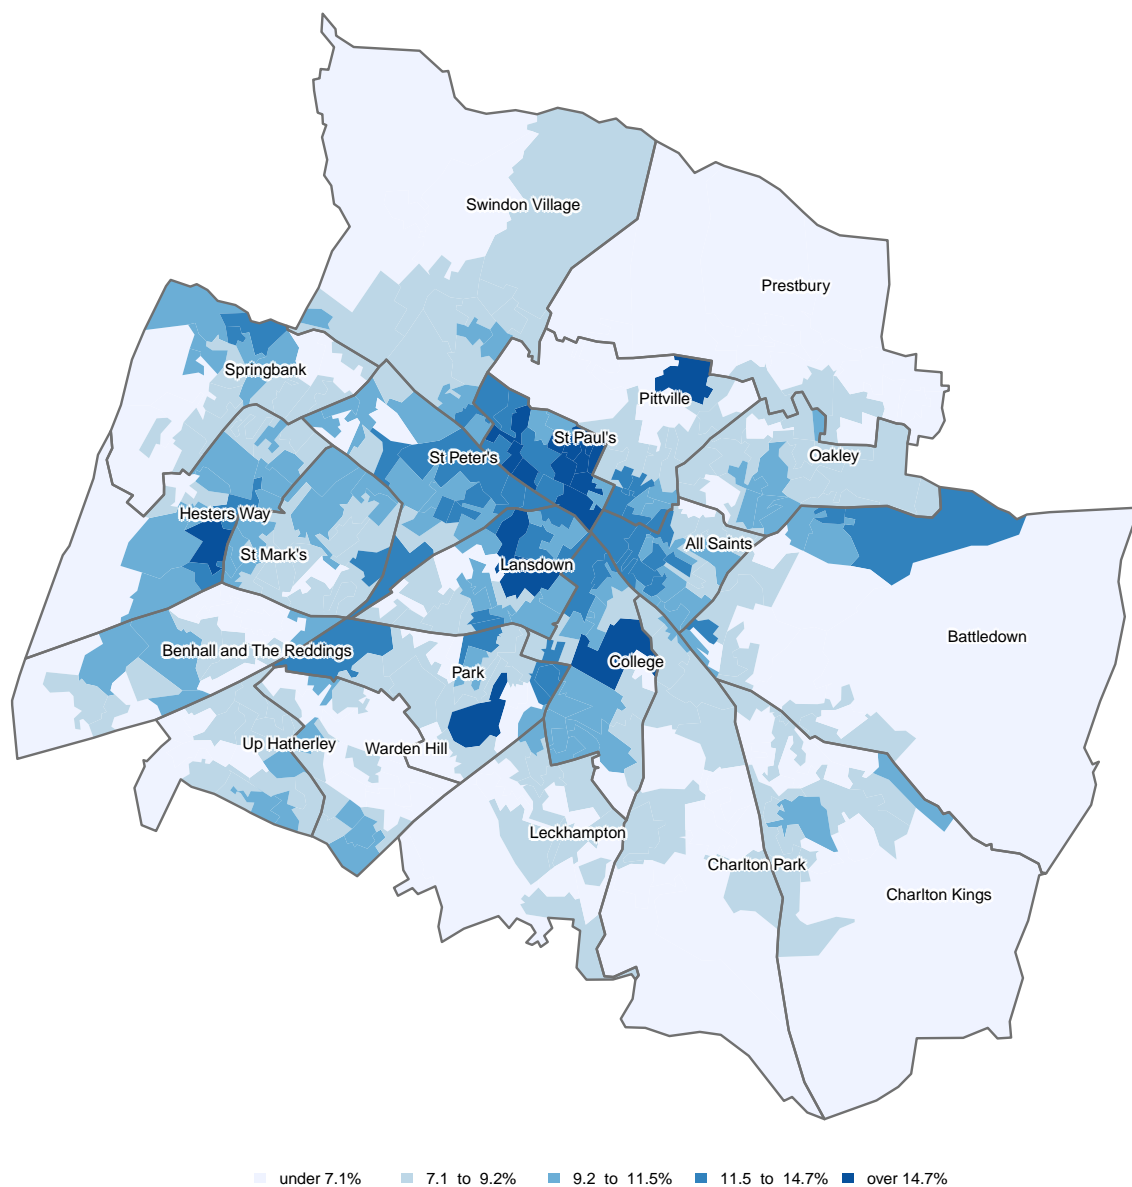 Swindon Village
Prestbury
Springbank
Pittville
St Paul's
St Peter's
Oakley
Hesters Way
St Mark's
All Saints
Lansdown
Battledown
Benhall and The Reddings
College
Park
Up Hatherley
Warden Hill
Leckhampton
Charlton Park
Charlton Kings
under 7.1% 7.1 to 9.2% 9.2 to 11.5% 11.5 to 14.7% over 14.7%